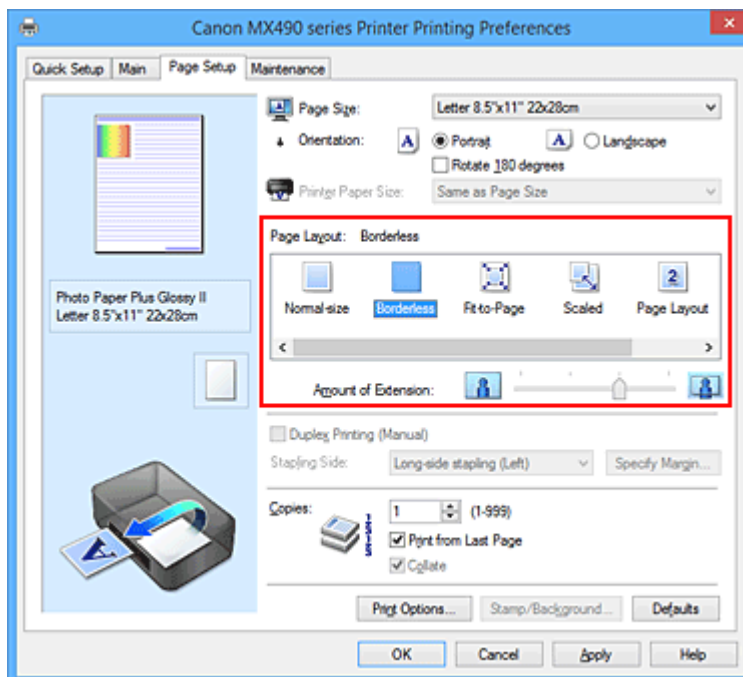 Canon MX490 series Printer Printing Preferences
Quick Setup Main Page Setup Maintenance
Photo Paper Plus Glossy II
Letter 8.5"x11" 22x28cm
Page Size: Letter 8.5"x11" 22x28cm
Orientation: A Portrait A Landscape
Rotate 180 degrees
Printer Paper Size: Same as Page Size
Page Layout: Borderless
2
Normal-size Borderless Fit-to-Page Scaled Page Layout
Amount of Extension:
Duplex Printing (Manual)
Stapling Side: Long-side stapling (Left) Specify Margin...
Copies: 1 (1-999)
Print from Last Page
Collate
A
Print Options... Stamp/Background... Defaults
OK Cancel Apply Help